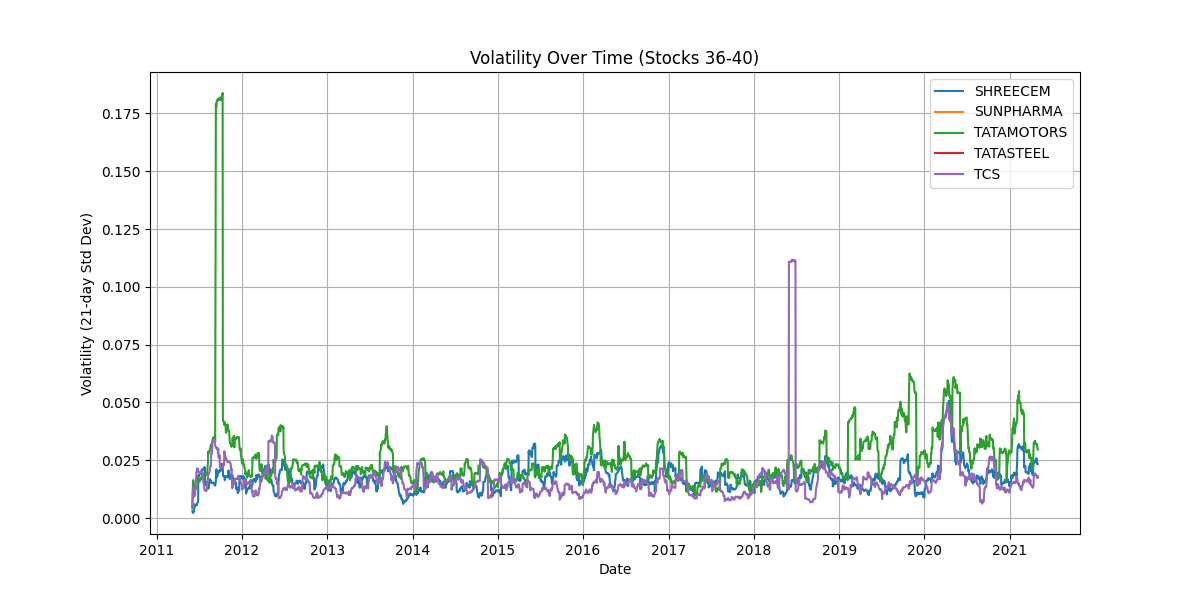 Volatility Over Time (Stocks 36-40)
SHREECEM
SUNPHARMA
TATAMOTORS
TATASTEEL
TCS
Volatility (21-day Std Dev)
0.175
0.150
0.125
0.100
0.075
0.050
0.025
0.000
2011 2012 2013 2014 2015 2016 2017 2018 2019 2020 2021
Date